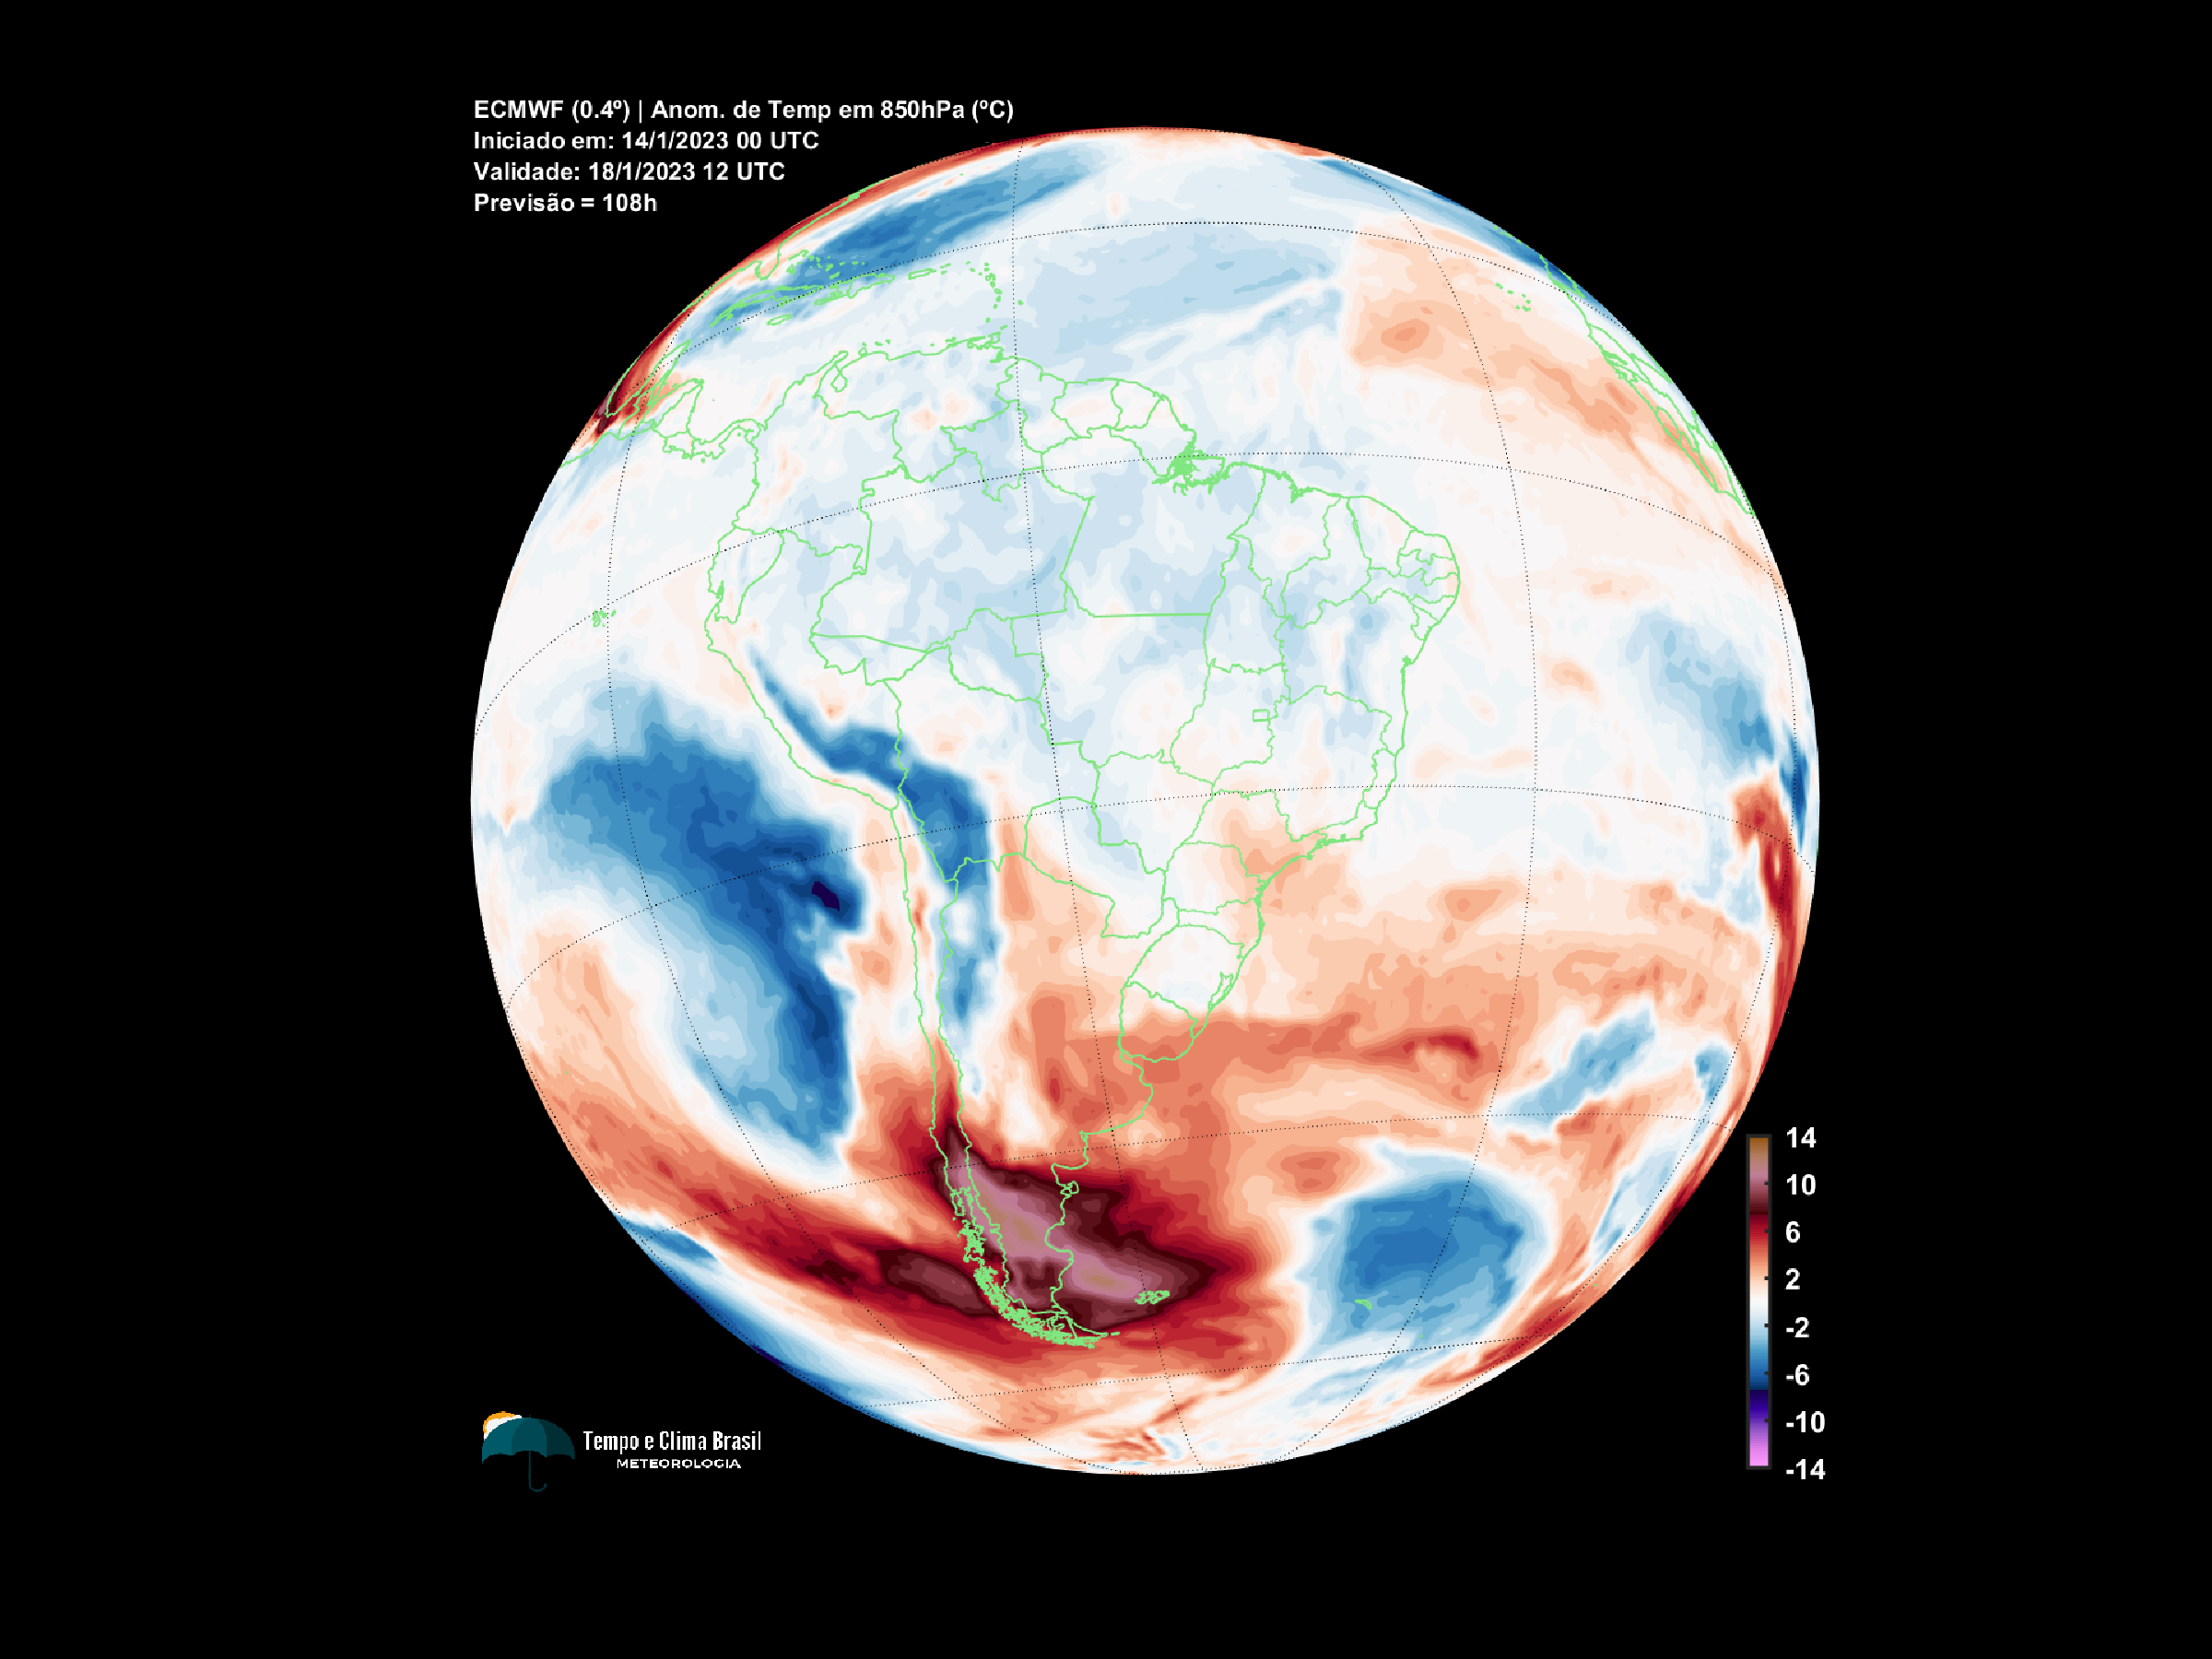 ECMWF (0.4º) | Anom. de Temp em 850hPa (ºC)
Iniciado em: 14/1/2023 00 UTC
Validade: 18/1/2023 12 UTC
Previsão = 108h
14
10
6
2
-2
-6
-10
-14
Tempo e Clima Brasil
METEOROLOGIA